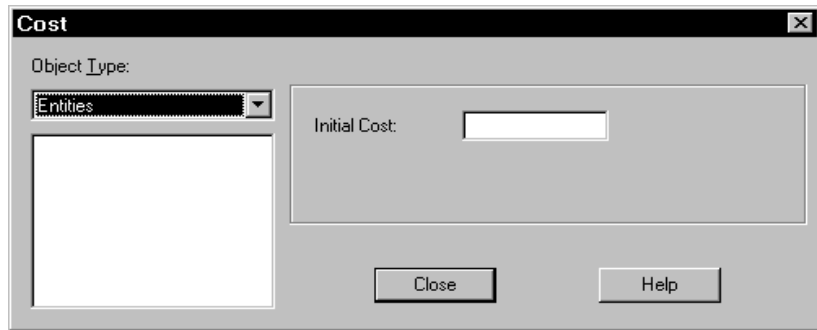 Cost
Object Type:
Entities
Initial Cost:
Close
Help